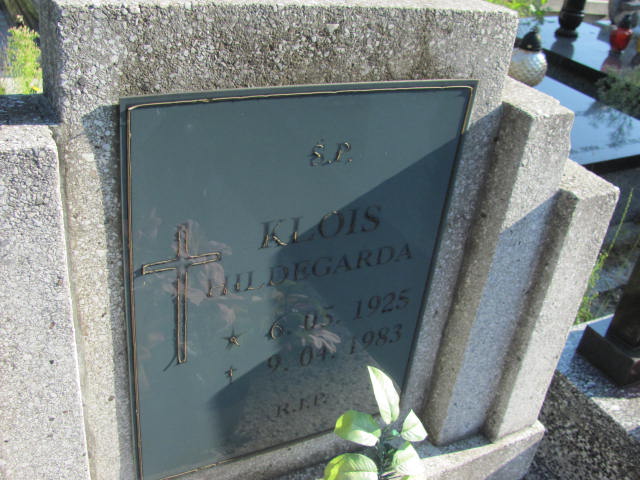 Ś.P.
KLOIS
HILDEGARDA
* 6. 05. 1925
† 9. 04. 1983
R.I.P.